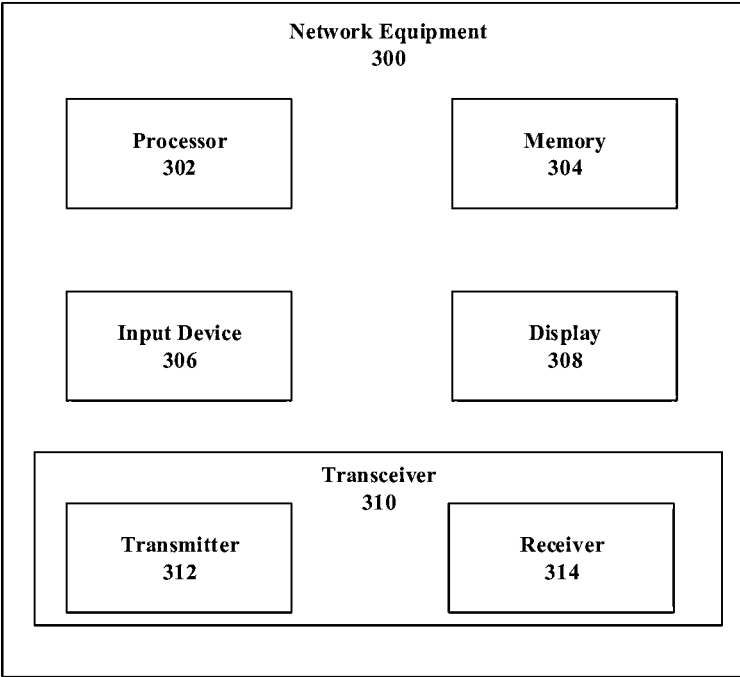 Network Equipment
300
Processor
302
Memory
304
Input Device
306
Display
308
Transceiver
310
Transmitter
312
Receiver
314